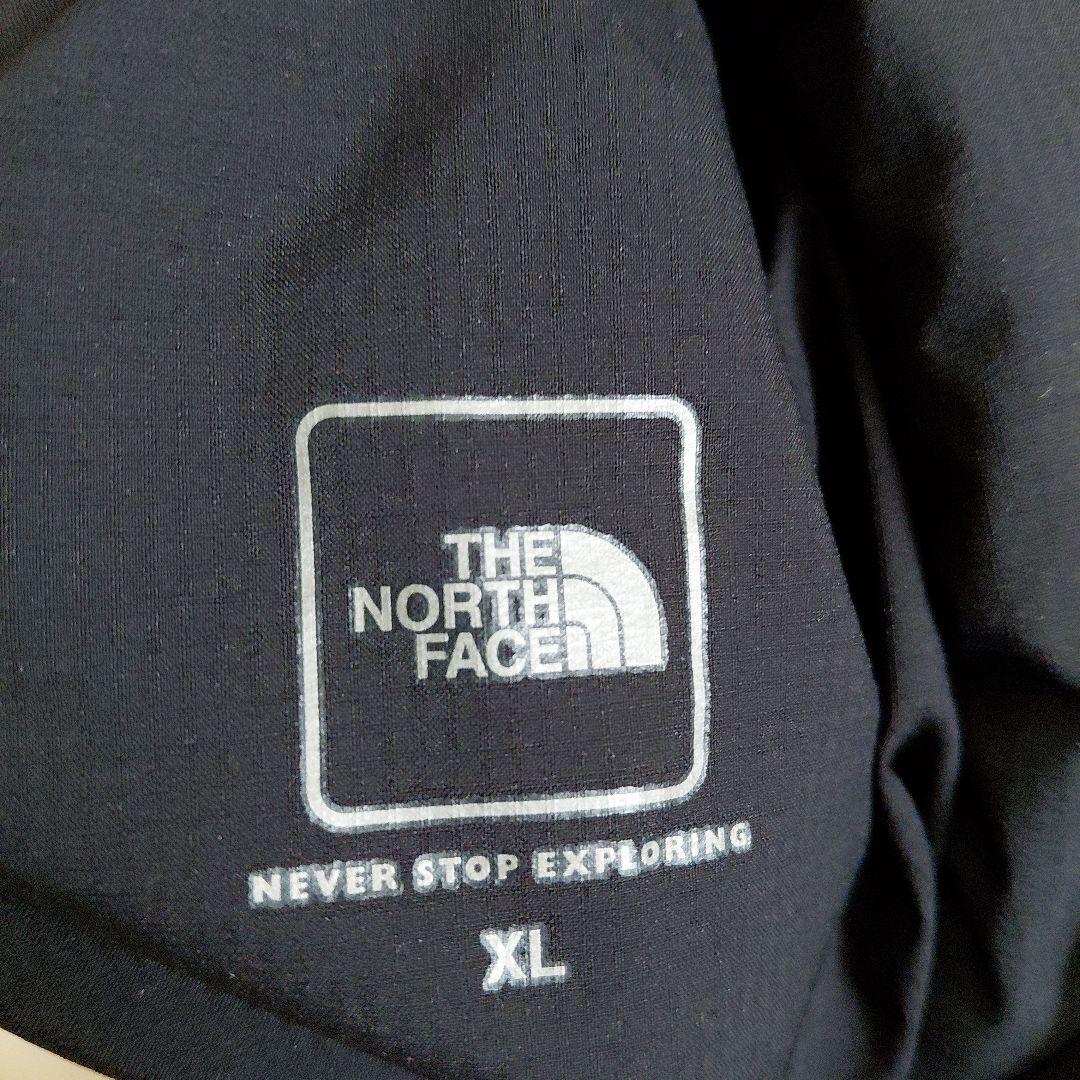 THE
NORTH
FACE
NEVER STOP EXPLORING
XL